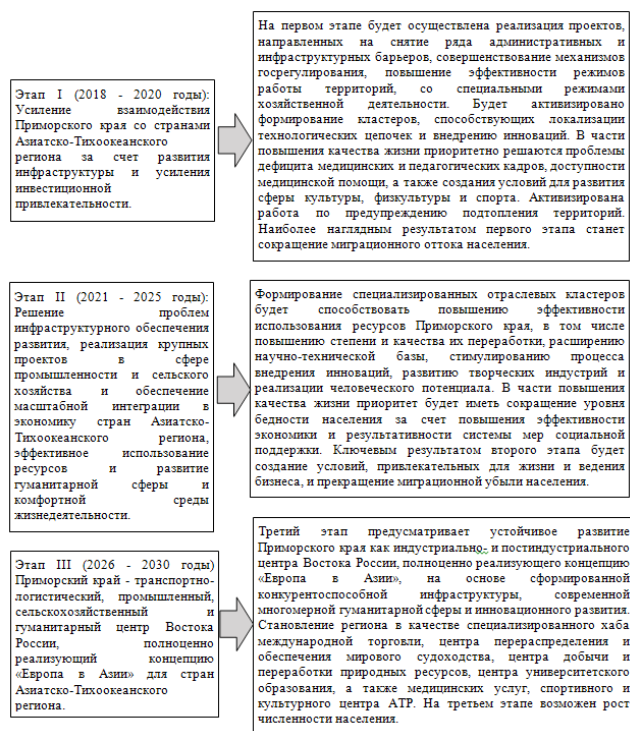 Этап I (2018 - 2020 годы):
Усиление взаимодействия
Приморского края со странами
Азиатско-Тихоокеанского
региона за счет развития
инфраструктуры и усиления
инвестиционной
привлекательности.
На первом этапе будет осуществлена реализация проектов,
направленных на снятие ряда административных и
инфраструктурных барьеров, совершенствование механизмов
госрегулирования, повышение эффективности режимов
работы территорий, со специальными режимами
хозяйственной деятельности. Будет активизировано
формирование кластеров, способствующих локализации
технологических цепочек и внедрению инноваций. В части
повышения качества жизни приоритетно решаются проблемы
дефицита медицинских и педагогических кадров, доступности
медицинской помощи, а также создания условий для развития
сферы культуры, физкультуры и спорта. Активизирована
работа по предупреждению подтопления территорий.
Наиболее наглядным результатом первого этапа станет
сокращение миграционного оттока населения.
Этап II (2021 - 2025 годы):
Решение проблем
инфраструктурного обеспечения
развития, реализация крупных
проектов в сфере
промышленности и сельского
хозяйства и обеспечение
масштабной интеграции в
экономику стран Азиатско-
Тихоокеанского региона,
эффективное использование
ресурсов и развитие
гуманитарной сферы и
комфортной среды
жизнедеятельности.
Формирование специализированных отраслевых кластеров
будет способствовать повышению эффективности
использования ресурсов Приморского края, в том числе
повышению степени и качества их переработки, расширению
научно-технической базы, стимулированию процесса
внедрения инноваций, развитию творческих индустрий и
реализации человеческого потенциала. В части повышения
качества жизни приоритет будет иметь сокращение уровня
бедности населения за счет повышения эффективности
экономики и результативности системы мер социальной
поддержки. Ключевым результатом второго этапа будет
создание условий, привлекательных для жизни и ведения
бизнеса, и прекращение миграционной убыли населения.
Этап III (2026 - 2030 годы)
Приморский край - транспортно-
логистический, промышленный,
сельскохозяйственный и
гуманитарный центр Востока
России, полноценно
реализующий концепцию
«Европа в Азии» для стран
Азиатско-Тихоокеанского
региона.
Третий этап предусматривает устойчивое развитие
Приморского края как индустриально- и постиндустриального
центра Востока России, полноценно реализующего концепцию
«Европа в Азии», на основе сформированной
конкурентоспособной инфраструктуры, современной
многомерной гуманитарной сферы и инновационного развития.
Становление региона в качестве специализированного хаба
международной торговли, центра перераспределения и
обеспечения мирового судоходства, центра добычи и
переработки природных ресурсов, центра университетского
образования, а также медицинских услуг, спортивного и
культурного центра АТР. На третьем этапе возможен рост
численности населения.